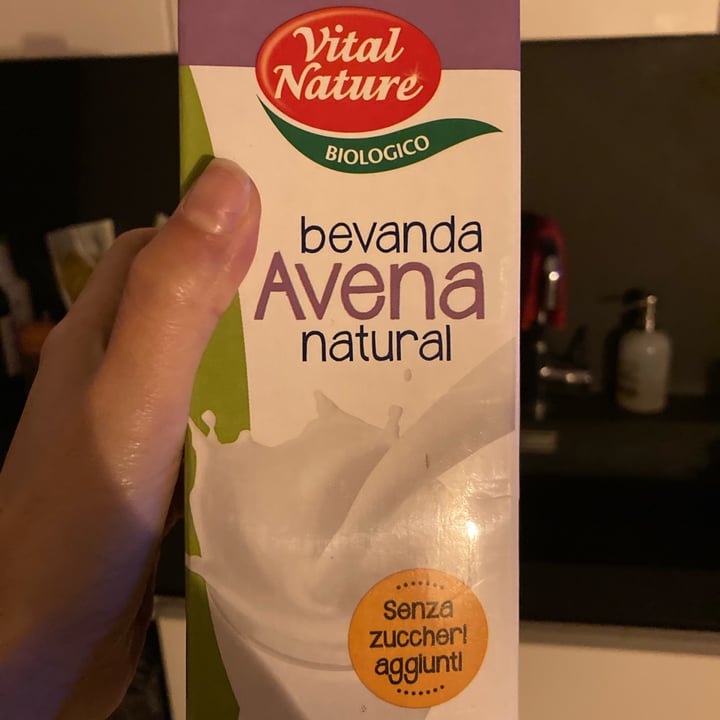 Vital
Nature
BIOLOGICO
bevanda
Avena
natural
Senza
zuccheri
aggiunti